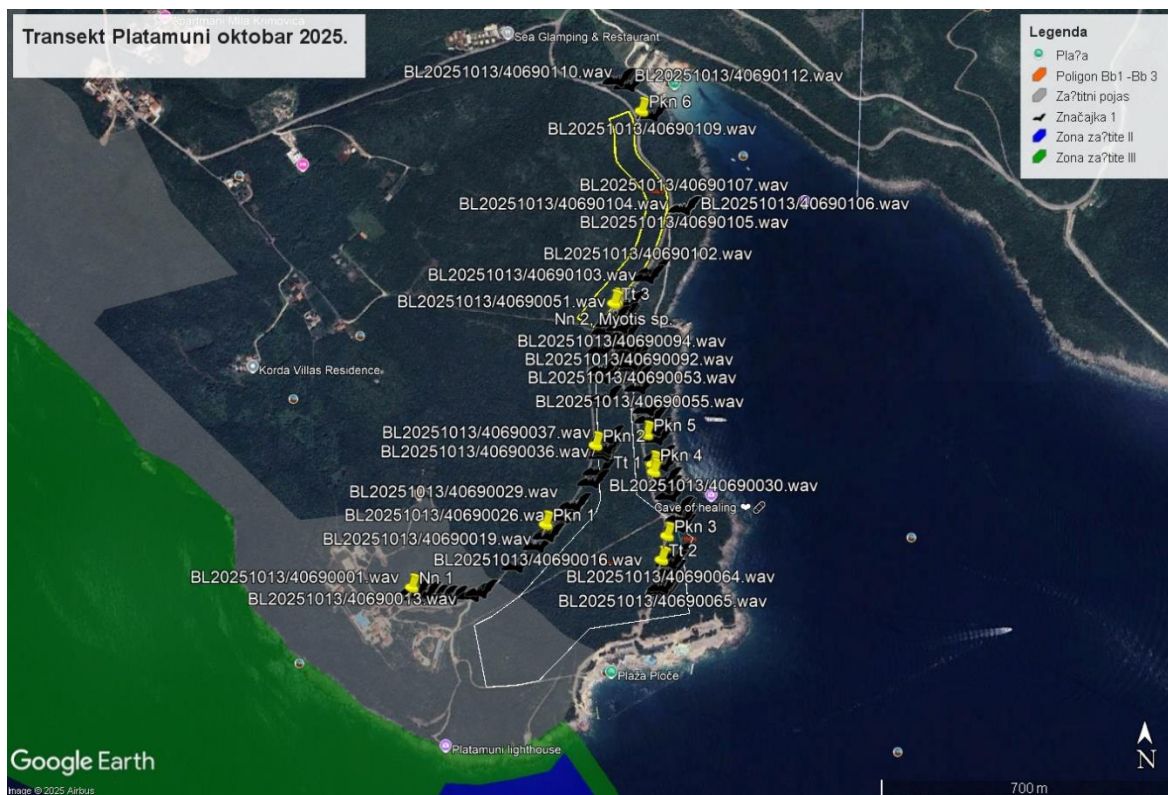 Apartmani Mila Krimovica
Transekt Platamuni oktobar 2025.
Sea Glamping & Restaurant
Legenda
Pla?a
Poligon Bb1 -Bb 3
Za?titni pojas
Značajka 1
Zona za?tite II
Zona za?tite III
BL20251013/40690110.wav
BL20251013/40690112.wav
Pkn 6
BL20251013/40690109.wav
BL20251013/40690107.wav
BL20251013/40690104.wav
BL20251013/40690106.wav
BL20251013/40690105.wav
BL20251013/40690102.wav
BL20251013/40690103.wav
Tt 3
BL20251013/40690051.wav
Nn 2, Myotis sp.
BL20251013/40690094.wav
BL20251013/40690092.wav
Korda Villas Residence
BL20251013/40690053.wav
BL20251013/40690055.wav
Pkn 5
BL20251013/40690037.wav
Pkn 2
BL20251013/40690036.wav
Pkn 4
Tt 1
BL20251013/40690030.wav
BL20251013/40690029.wav
Cave of healing ❤
BL20251013/40690026.wav
Pkn 1
Pkn 3
BL20251013/40690019.wav
Tt 2
BL20251013/40690016.wav
BL20251013/40690001.wav
Nn 1
BL20251013/40690064.wav
BL20251013/40690013.wav
BL20251013/40690065.wav
Plaža Ploče
Platamuni lighthouse
Google Earth
N
Image © 2025 Airbus
700 m